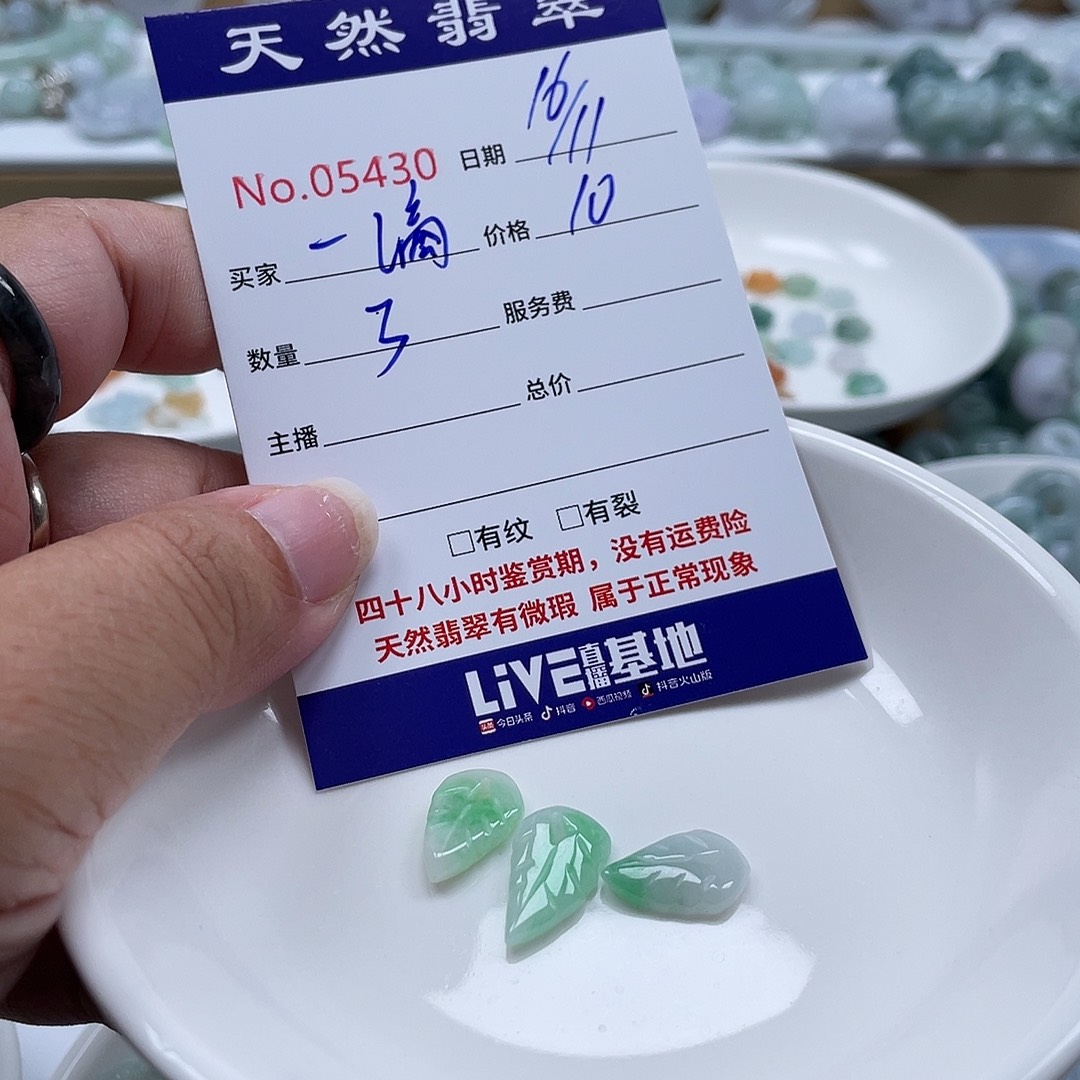 天然翡翠
No.05430 日期 16/11
买家 一滴 价格 10
数量 3 服务费
主播 总价
□有纹 □有裂
四十八小时鉴赏期，没有运费险
天然翡翠有微瑕 属于正常现象
LiVE直播基地
头条 今日头条 抖音 西瓜视频 抖音火山版